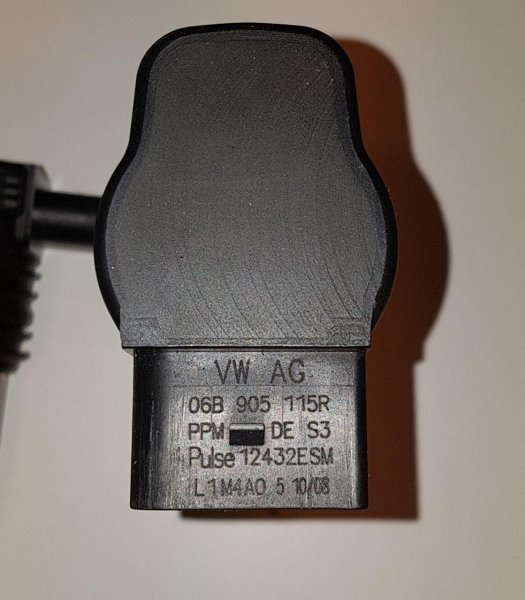 VW AG
06B 905 115R
PPM DE S3
Pulse 12432ESM
L1M4A0 5 10/08